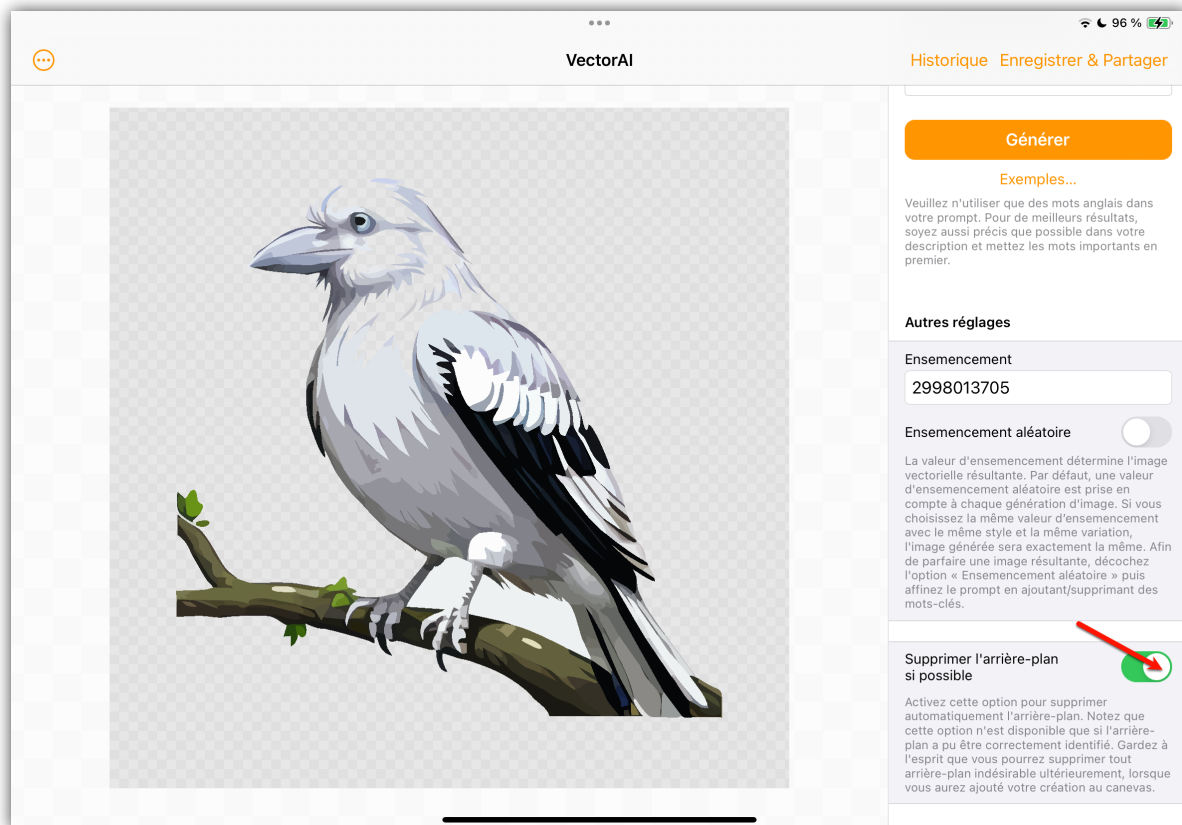 96 %
VectorAI
Historique Enregistrer & Partager
Générer
Exemples...
Veuillez n'utiliser que des mots anglais dans
votre prompt. Pour de meilleurs résultats,
soyez aussi précis que possible dans votre
description et mettez les mots importants en
premier.
Autres réglages
Ensemencement
2998013705
Ensemencement aléatoire
La valeur d'ensemencement détermine l'image
vectorielle résultante. Par défaut, une valeur
d'ensemencement aléatoire est prise en
compte à chaque génération d'image. Si vous
choisissez la même valeur d'ensemencement
avec le même style et la même variation,
l'image générée sera exactement la même. Afin
de parfaire une image résultante, décochez
l'option « Ensemencement aléatoire » puis
affinez le prompt en ajoutant/supprimant des
mots-clés.
Supprimer l'arrière-plan
si possible
Activez cette option pour supprimer
automatiquement l'arrière-plan. Notez que
cette option n'est disponible que si l'arrière-
plan a pu être correctement identifié. Gardez à
l'esprit que vous pourrez supprimer tout
arrière-plan indésirable ultérieurement, lorsque
vous aurez ajouté votre création au canevas.